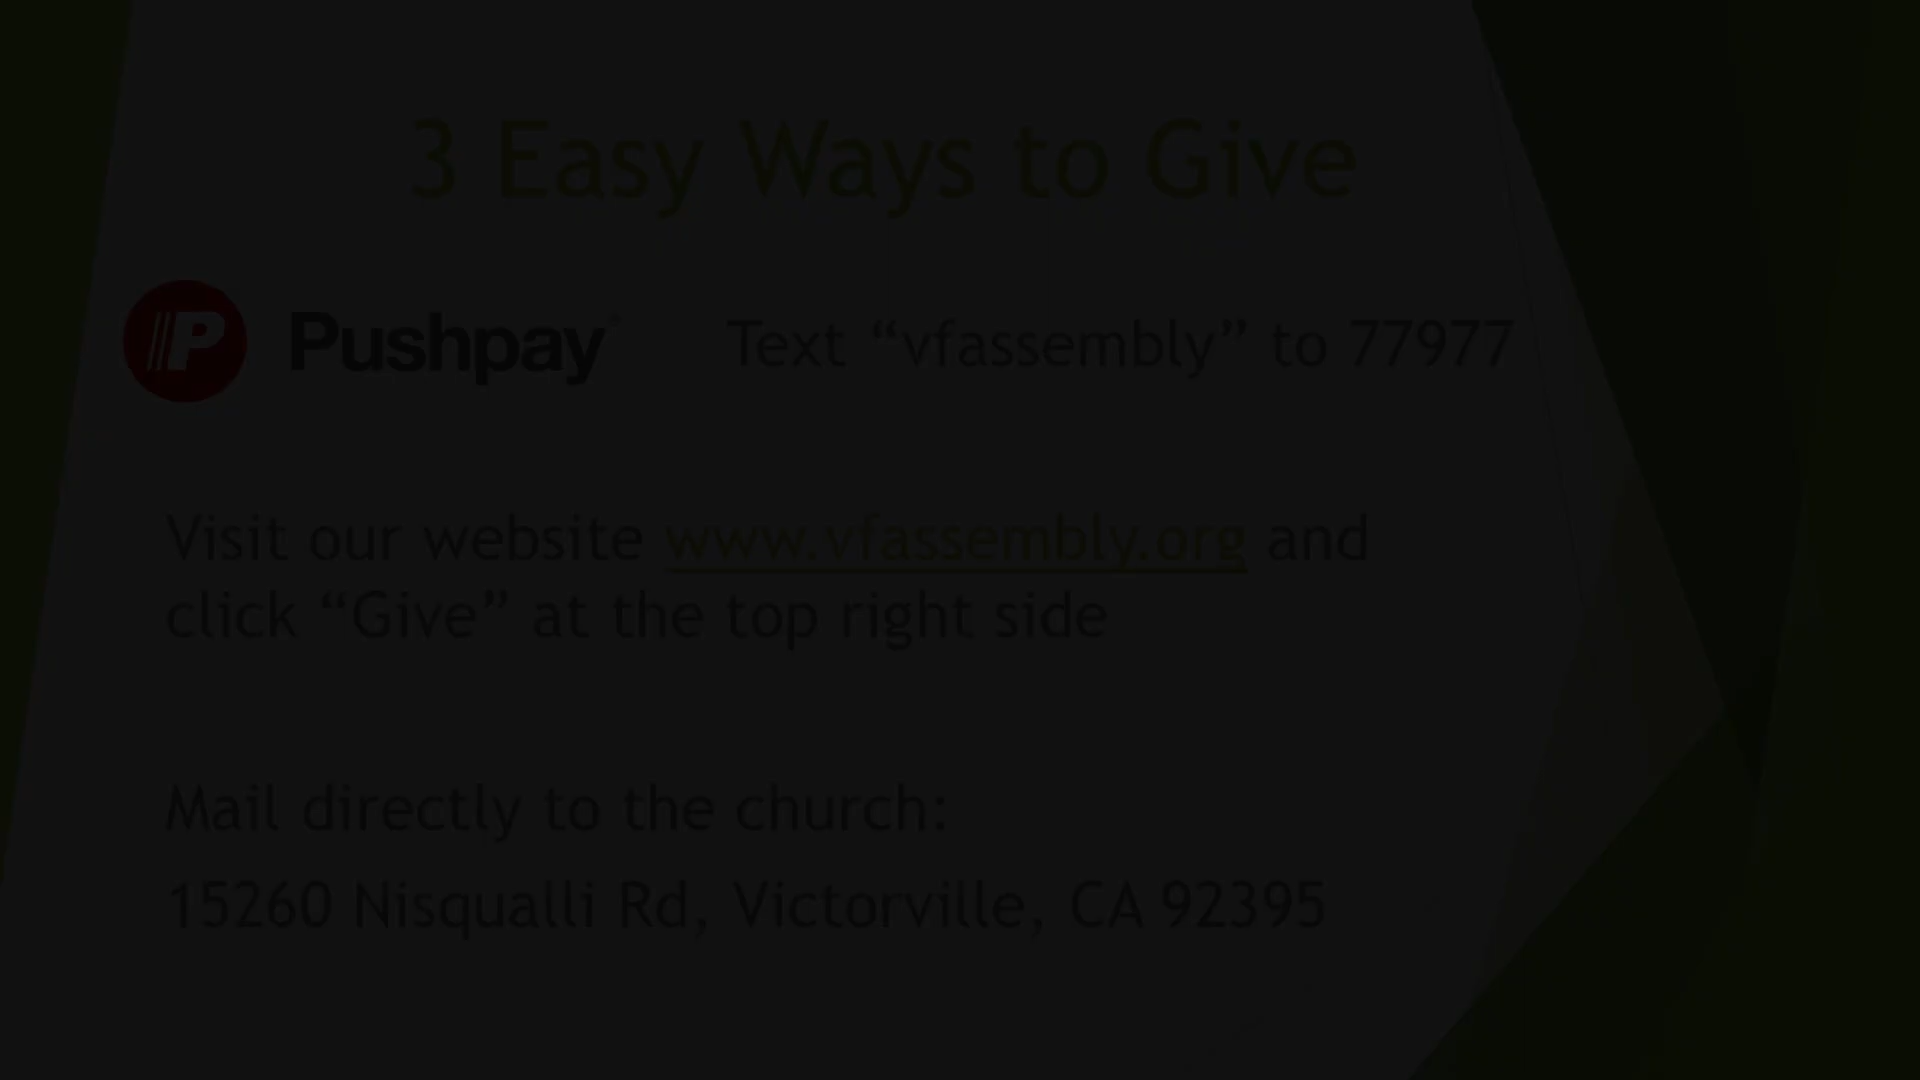 3 Easy Ways to Give
P Pushpay Text “vfassembly” to 77977
Visit our website www.vfassembly.org and
click “Give” at the top right side
Mail directly to the church:
15260 Nisqualli Rd, Victorville, CA 92395